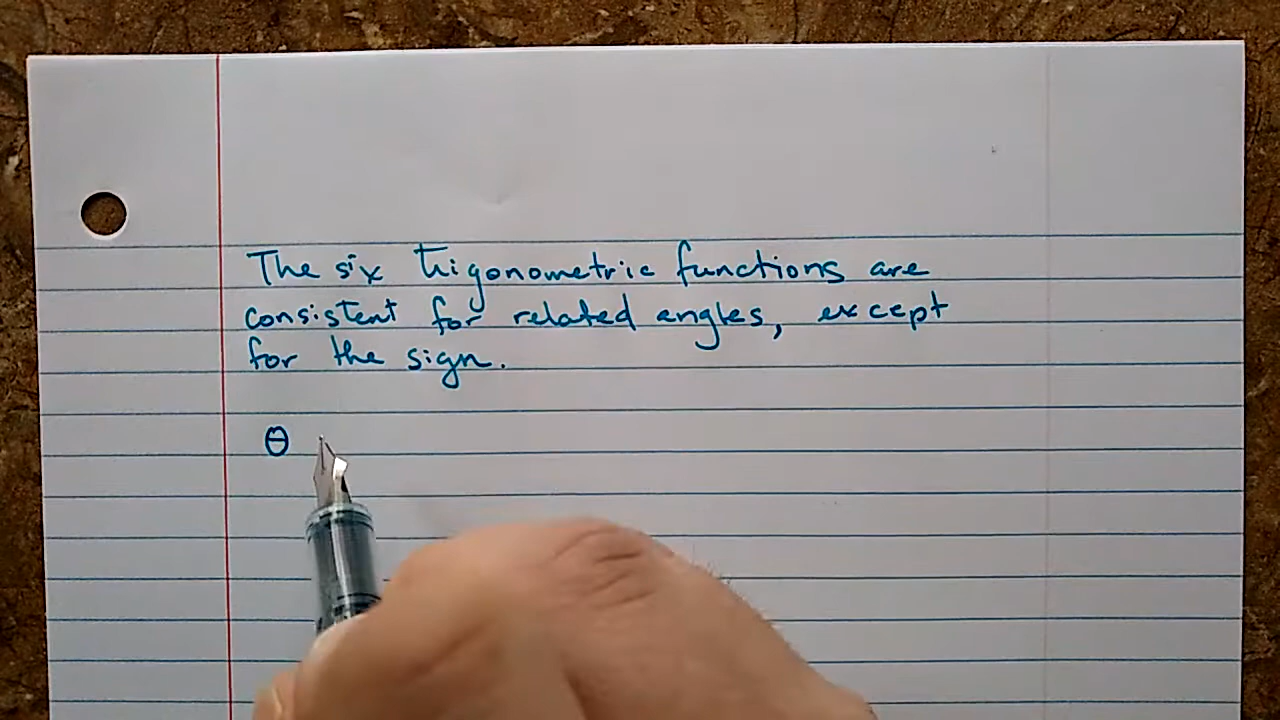 The six trigonometric functions are
consistent for related angles, except
for the sign.
θ